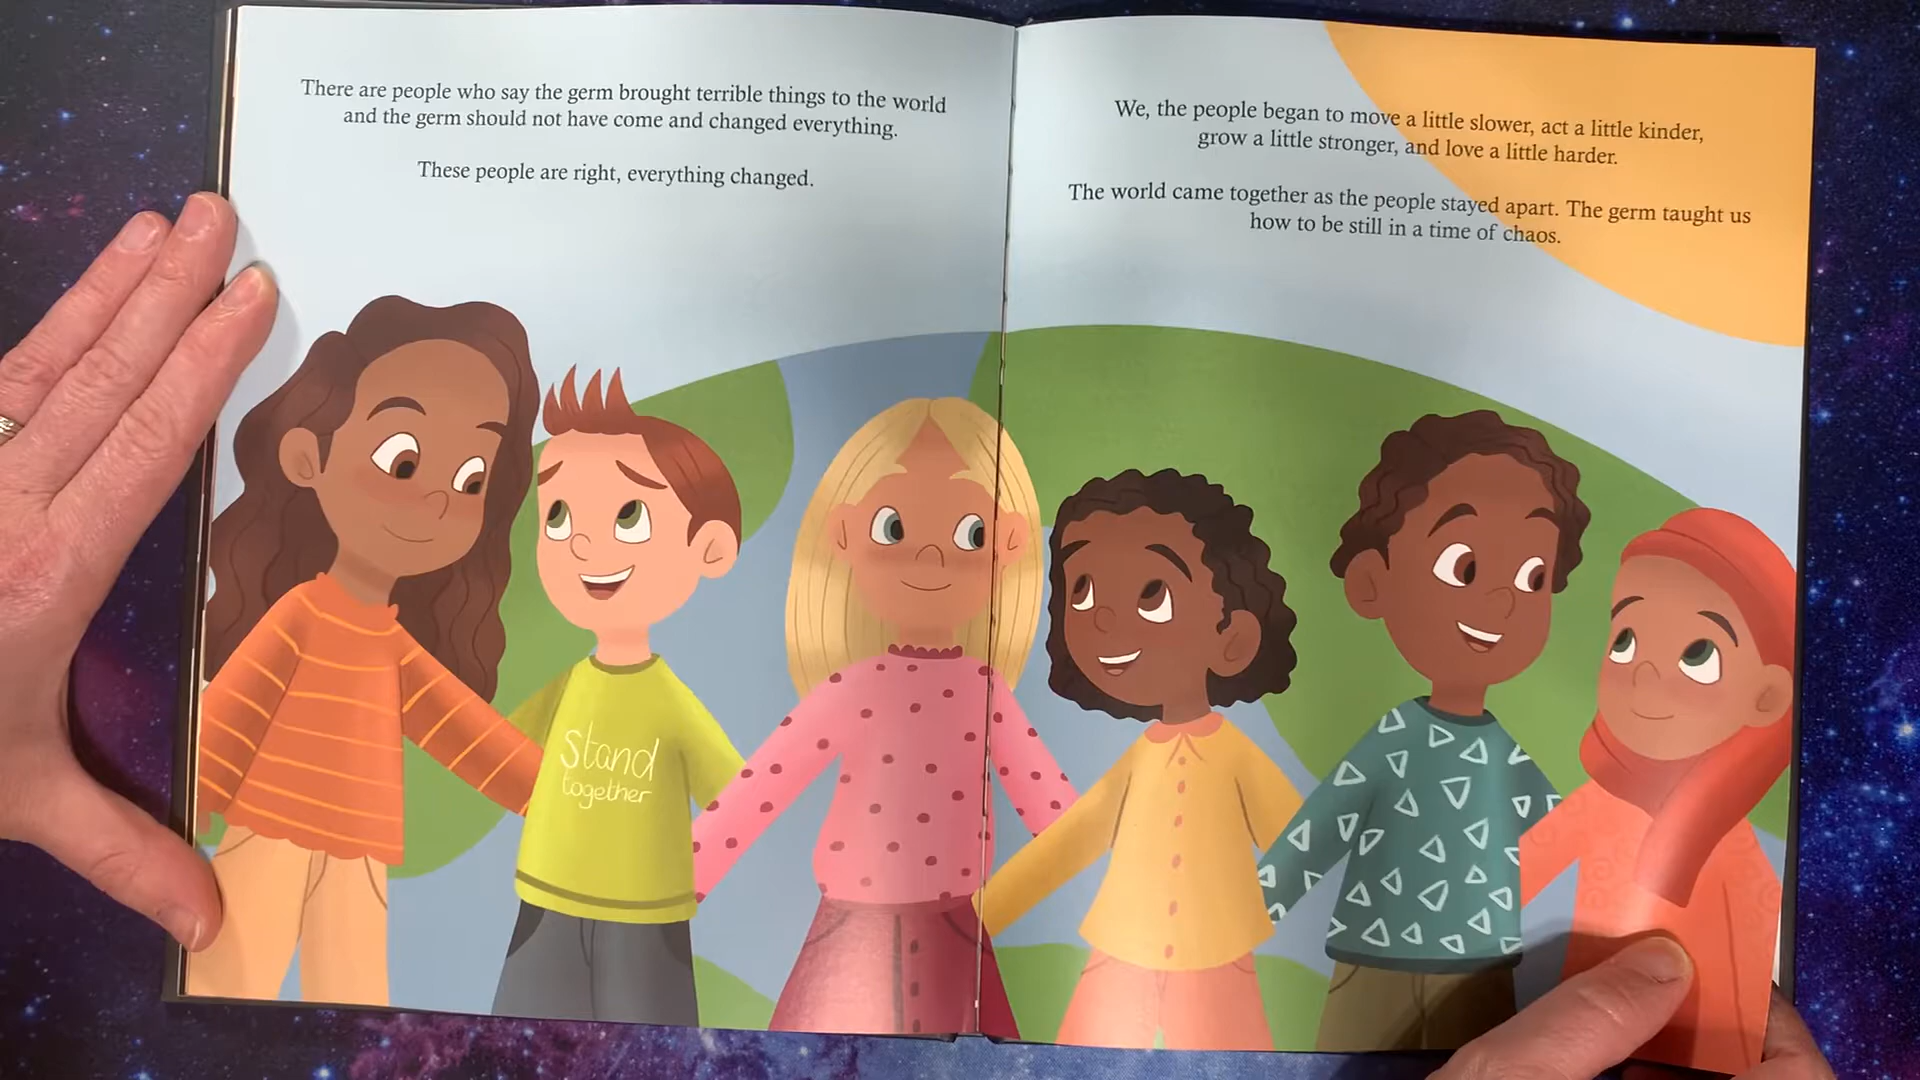 There are people who say the germ brought terrible things to the world
and the germ should not have come and changed everything.
These people are right, everything changed.
We, the people began to move a little slower, act a little kinder,
grow a little stronger, and love a little harder.
The world came together as the people stayed apart. The germ taught us
how to be still in a time of chaos.
Stand
together